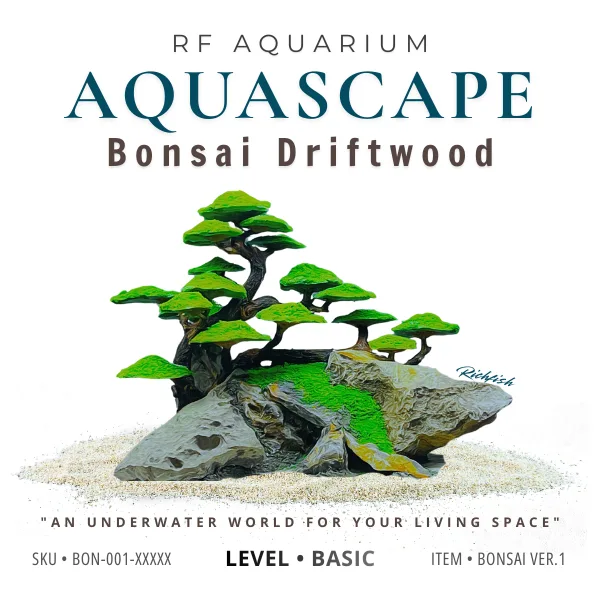 RF AQUARIUM
AQUASCAPE
Bonsai Driftwood
Richfish
"AN UNDERWATER WORLD FOR YOUR LIVING SPACE"
SKU • BON-001-XXXXX
LEVEL • BASIC
ITEM • BONSAI VER.1